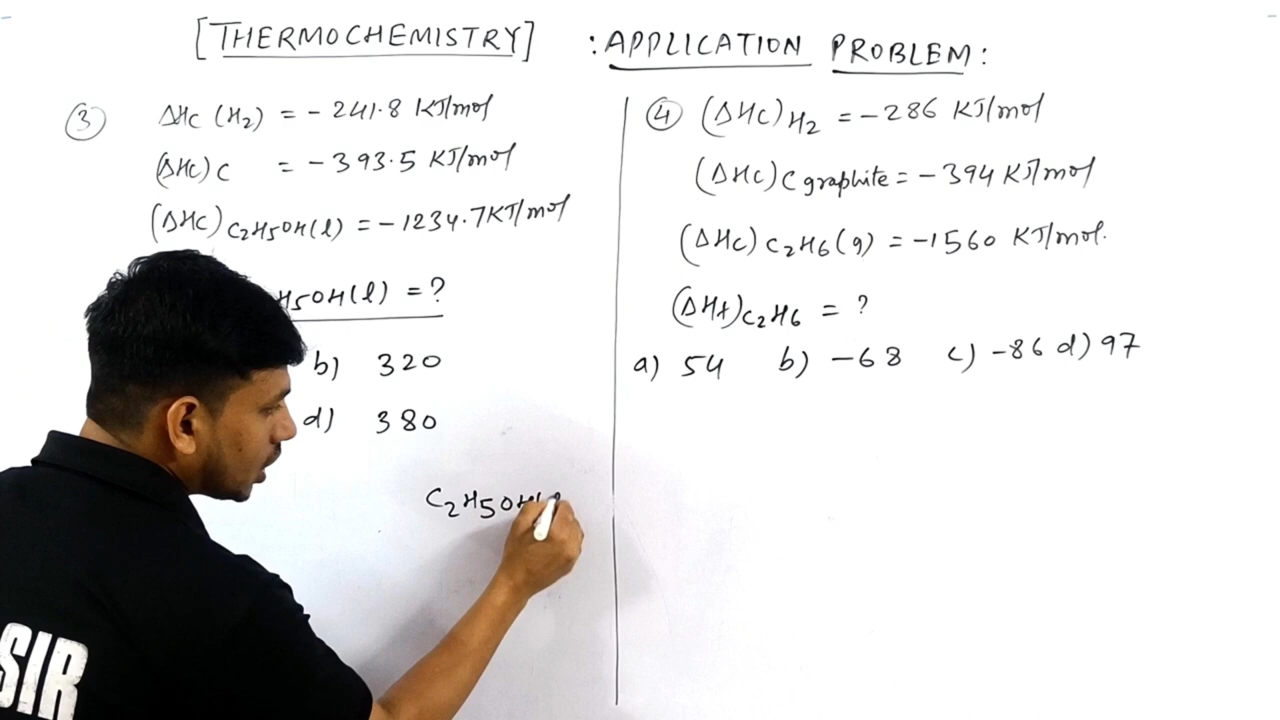 [THERMOCHEMISTRY] : APPLICATION PROBLEM :
③ ΔHc (H2) = - 241.8 KJ/mol
(ΔHc) C = - 393.5 KJ/mol
(ΔHc) C2H5OH(l) = - 1234.7 KJ/mol
H5OH(l) = ?
b) 320
d) 380
C2H5OH(
④ (ΔHc) H2 = - 286 KJ/mol
(ΔHc) C graphite = - 394 KJ/mol
(ΔHc) C2H6(g) = -1560 KJ/mol.
(ΔHf) C2H6 = ?
a) 54 b) -68 c) -86 d) 97
SIR